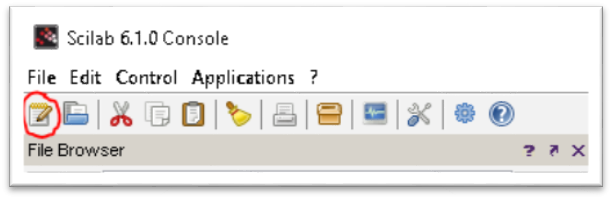 Scilab 6.1.0 Console
File Edit Control Applications ?
File Browser ?